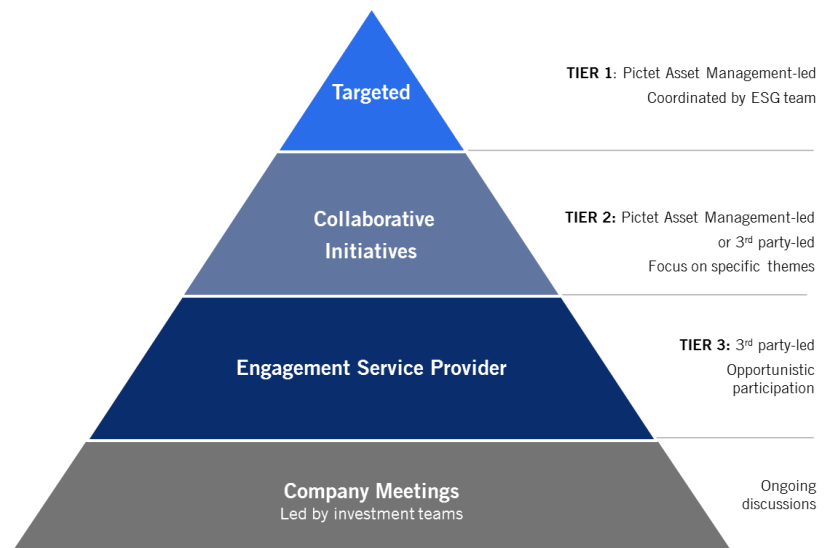 Targeted
TIER 1: Pictet Asset Management-led
Coordinated by ESG team
Collaborative
Initiatives
TIER 2: Pictet Asset Management-led
or 3rd party-led
Focus on specific themes
Engagement Service Provider
TIER 3: 3rd party-led
Opportunistic
participation
Company Meetings
Led by investment teams
Ongoing
discussions